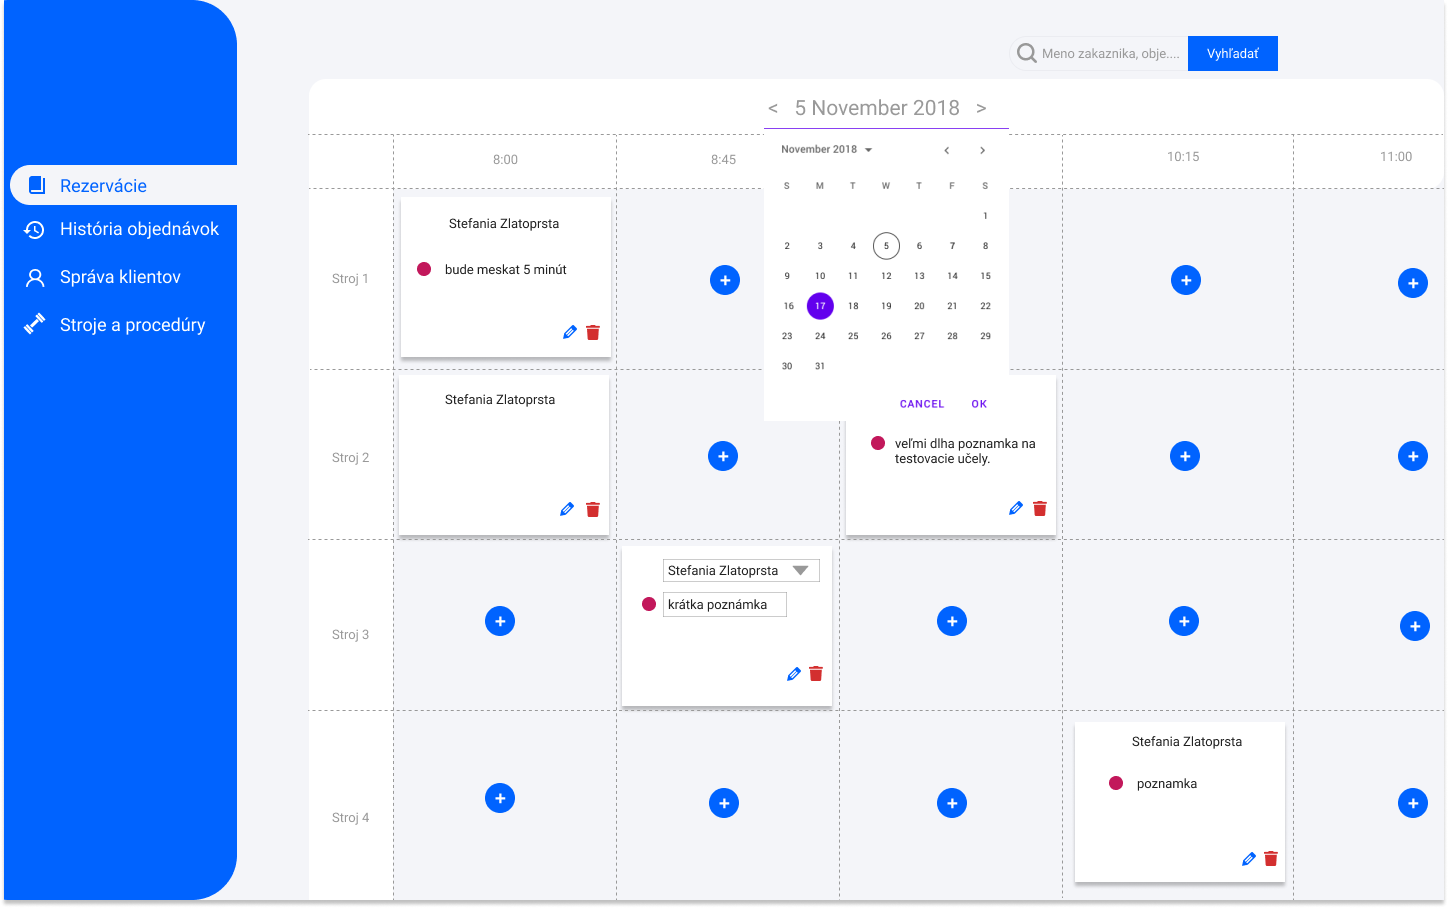 Meno zakaznika, obje....
Vyhľadať
Rezervácie
História objednávok
Správa klientov
Stroje a procedúry
< 5 November 2018 >
8:00
8:45
10:15
11:00
November 2018
S M T W T F S
1
2 3 4 5 6 7 8
9 10 11 12 13 14 15
16 17 18 19 20 21 22
23 24 25 26 27 28 29
30 31
CANCEL OK
Stroj 1
Stefania Zlatoprsta
bude meskat 5 minút
Stroj 2
Stefania Zlatoprsta
veľmi dlha poznamka na
testovacie učely.
Stroj 3
Stefania Zlatoprsta
krátka poznámka
Stroj 4
Stefania Zlatoprsta
poznamka